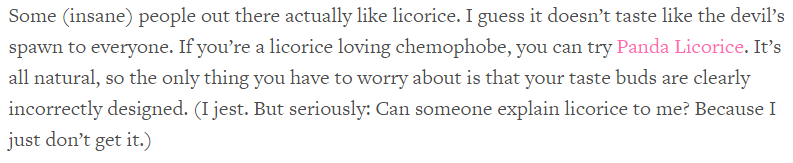 Some (insane) people out there actually like licorice. I guess it doesn’t taste like the devil’s
spawn to everyone. If you’re a licorice loving chemophobe, you can try Panda Licorice. It’s
all natural, so the only thing you have to worry about is that your taste buds are clearly
incorrectly designed. (I jest. But seriously: Can someone explain licorice to me? Because I
just don’t get it.)